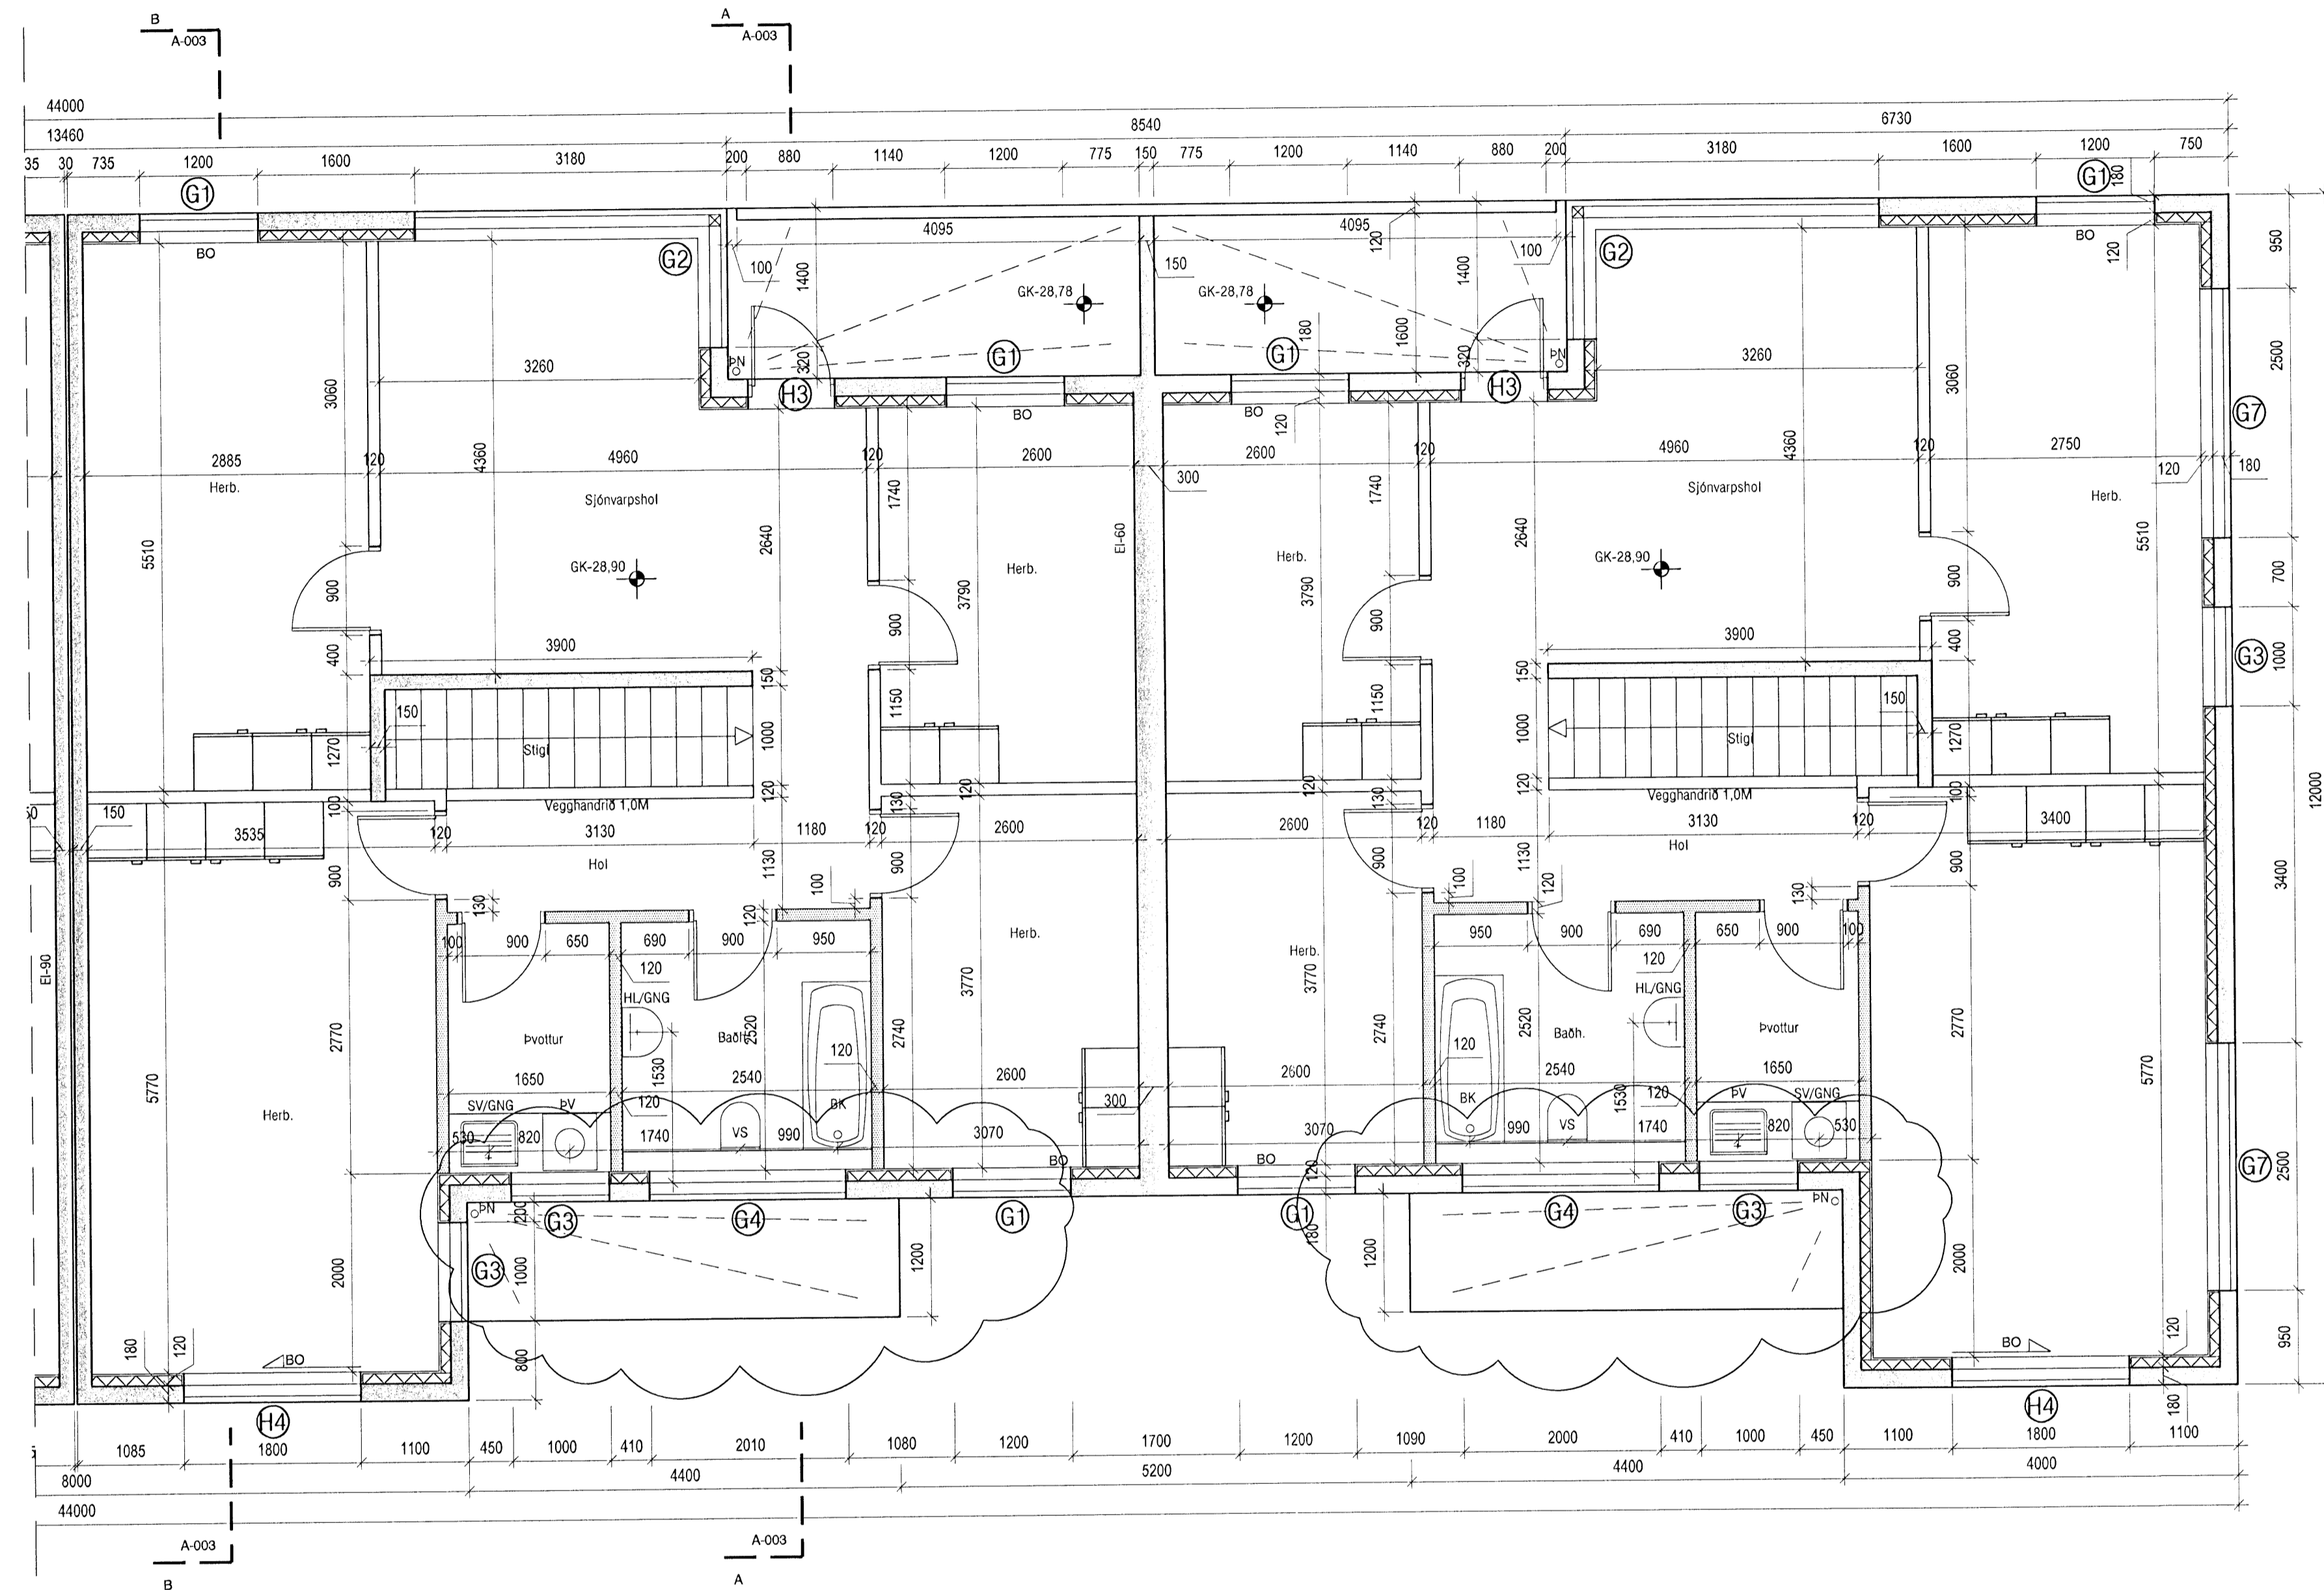 B
A-003
A
A-003
44000
13460
8540
6730
35 30 735 1200 1600 3180 200 880 1140 1200 775 150 775 1200 1140 880 200 3180 1600 1200 750
G1
G1
180
BO
BO
4095
4095
120
120
100
150
100
1400
1400
G2
G2
GK-28,78
GK-28,78
950
ÞN
320
G1
180
G1
1600
320
ÞN
H3
H3
2500
3060
3260
3260
3060
BO
BO
120
G7
2885
120
4360
4960
120
2600
2600
120
4960
4360
120
2750
120
180
Herb.
Sjónvarpshol
1740
300
1740
Sjónvarpshol
Herb.
5510
2640
EI-60
2640
5510
GK-28,90
Herb.
Herb.
GK-28,90
900
900
3790
3790
900
900
700
400
3900
3900
400
G3
1000
150
150
1150
1150
150
150
1270
Stigi
1000
1000
Stigi
1270
12000
100
Vegghandrið 1,0M
120
130
120
120
130
120
Vegghandrið 1,0M
100
150
3535
120
3130
1180
120
2600
2600
120
1180
3130
120
3400
900
Hol
1130
900
900
1130
Hol
900
3400
130
120
100
100
120
130
100
900
650
690
900
950
Herb.
Herb.
950
900
690
650
900
100
120
120
EI-90
HL/GNG
HL/GNG
2770
Þvottur
Baðh.
2520
2740
3770
3770
2740
2520
Baðh.
Þvottur
2770
120
120
5770
1650
1530
2540
2600
2600
2540
1530
1650
5770
Herb.
SV/GNG
ÞV
120
BK
300
BK
120
ÞV
SV/GNG
530
820
1740
VS
990
3070
3070
990
VS
1740
820
530
BO
BO
G7
2500
120
ÞN
200
G3
G4
G1
G1
G4
G3
ÞN
180
2000
G3
1000
1200
1200
2000
180
120
BO
800
BO
120
950
180
H4
H4
1085 1800 1100 450 1000 410 2010 1080 1200 1700 1200 1090 2000 410 1000 450 1100 1800 1100
8000
4400
5200
4400
4000
44000
A-003
B
A-003
A